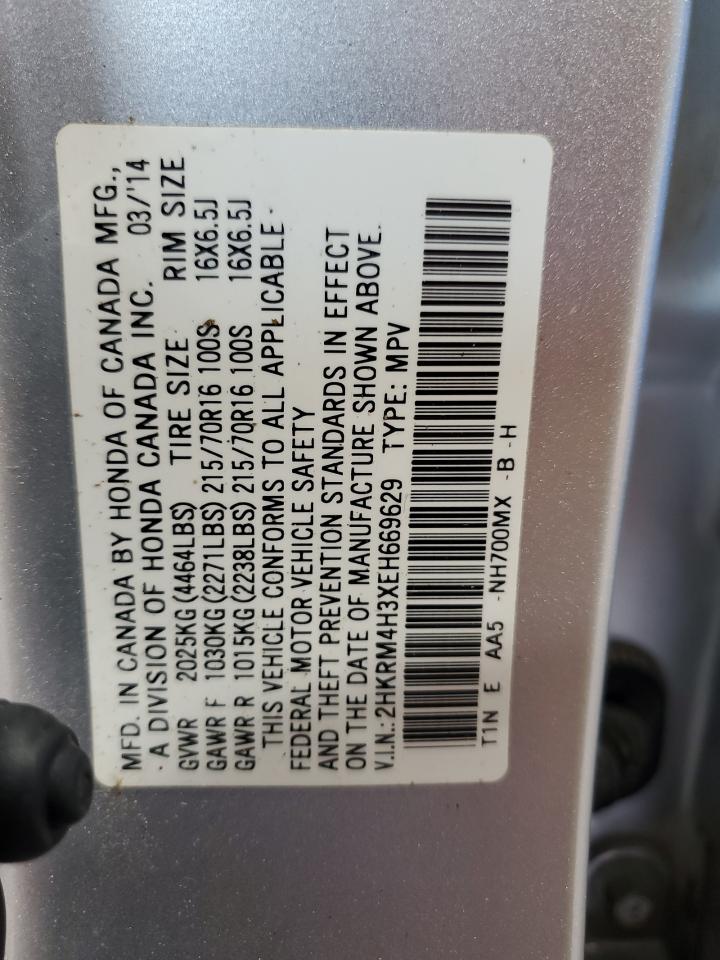 MFD. IN CANADA BY HONDA OF CANADA MFG.,
A DIVISION OF HONDA CANADA INC. 03/'14
GVWR 2025KG (4464LBS) TIRE SIZE RIM SIZE
GAWR F 1030KG (2271LBS) 215/70R16 100S 16X6.5J
GAWR R 1015KG (2238LBS) 215/70R16 100S 16X6.5J
THIS VEHICLE CONFORMS TO ALL APPLICABLE
FEDERAL MOTOR VEHICLE SAFETY
AND THEFT PREVENTION STANDARDS IN EFFECT
ON THE DATE OF MANUFACTURE SHOWN ABOVE.
V.I.N.: 2HKRM4H3XEH669629 TYPE: MPV
T1N E AA5 -NH700MX -B -H